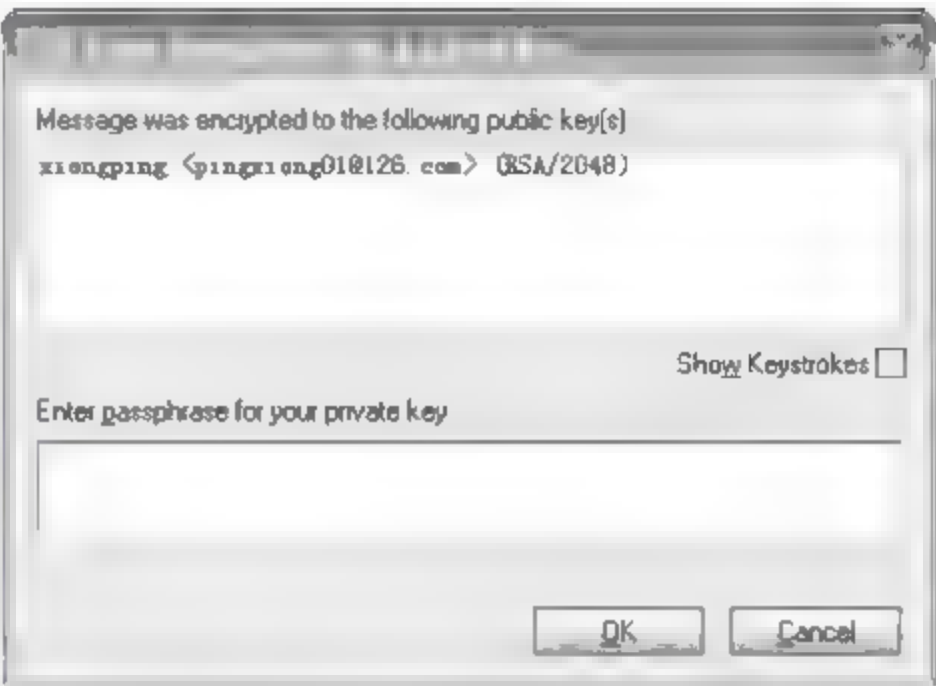 Message was encrypted to the following public key(s)
xiongping <pingxiong01@126.com> (RSA/2048)
Show Keystrokes
Enter passphrase for your private key
OK
Cancel